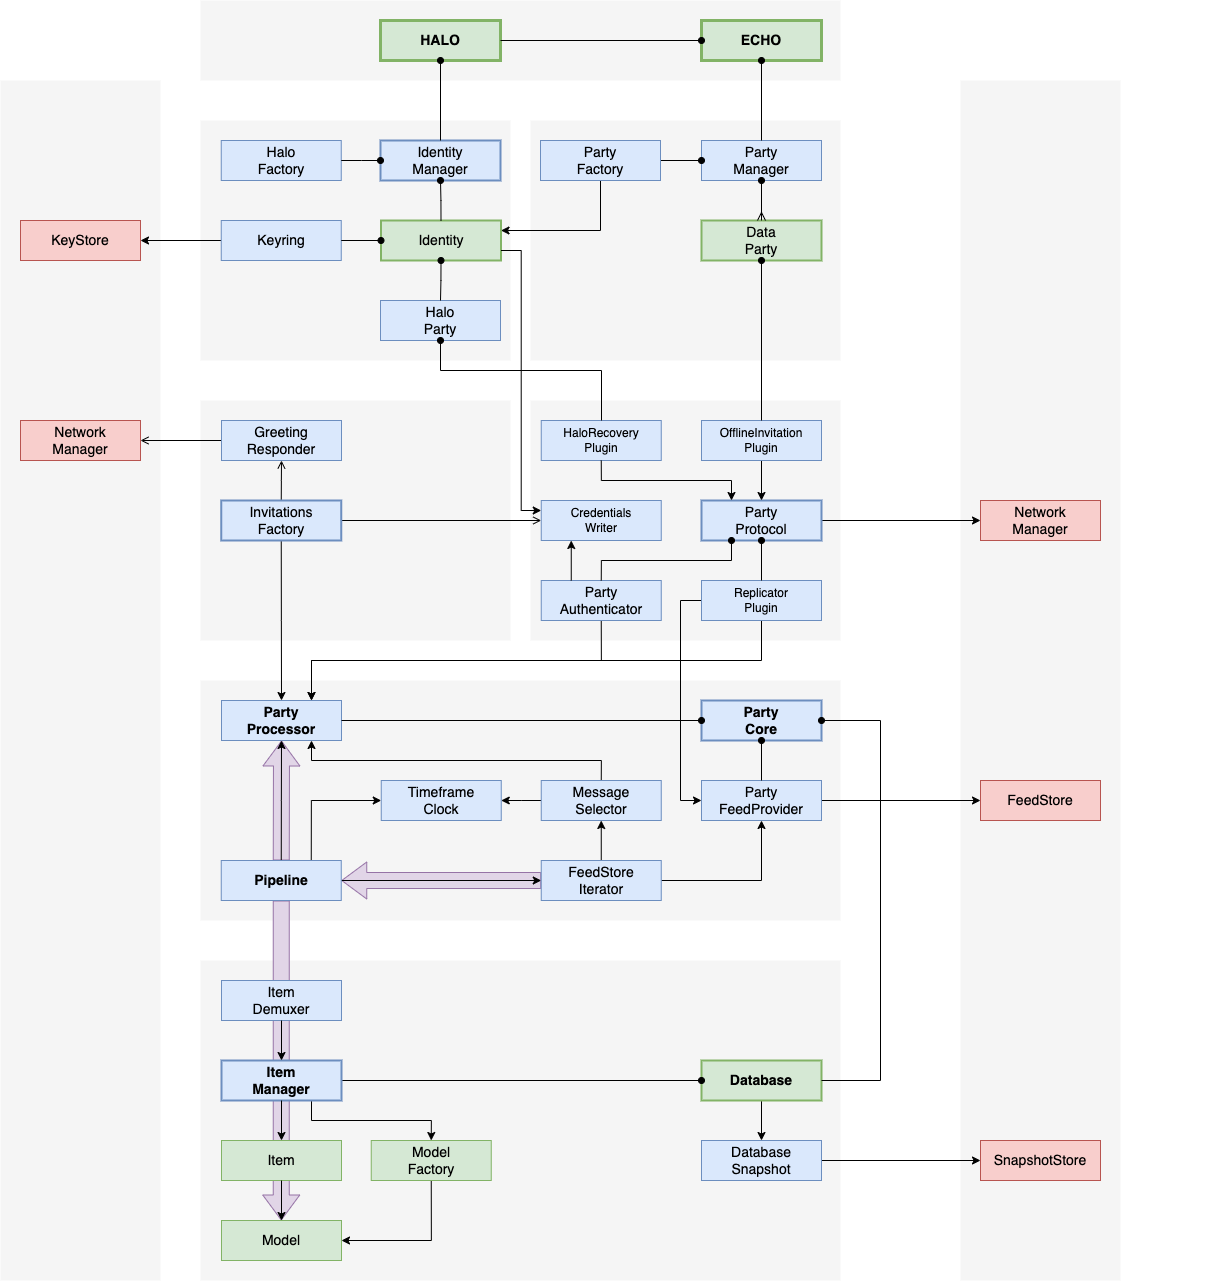 HALO
ECHO
Halo
Factory
Identity
Manager
Party
Factory
Party
Manager
KeyStore
Keyring
Identity
Data
Party
Halo
Party
Network
Manager
Greeting
Responder
HaloRecovery
Plugin
OfflineInvitation
Plugin
Invitations
Factory
Credentials
Writer
Party
Protocol
Network
Manager
Party
Authenticator
Replicator
Plugin
Party
Processor
Party
Core
Timeframe
Clock
Message
Selector
Party
FeedProvider
FeedStore
Pipeline
FeedStore
Iterator
Item
Demuxer
Item
Manager
Database
Item
Model
Factory
Database
Snapshot
SnapshotStore
Model